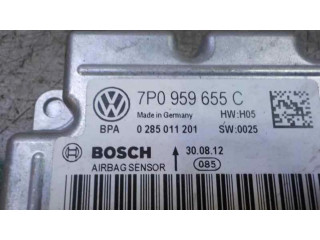 7P0 959 655 C
Made in Germany HW:H05
BPA 0 285 011 201 SW:0025
BOSCH 30.08.12
AIRBAG SENSOR 085